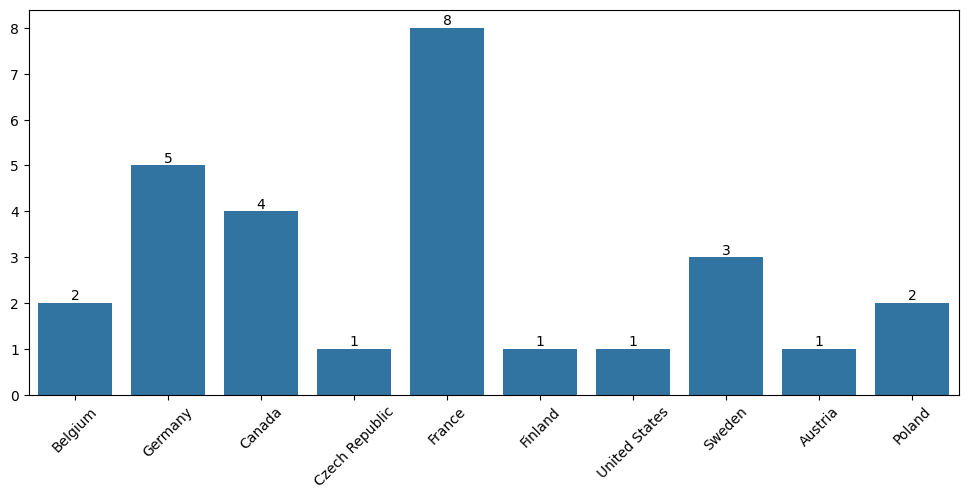 8
7
6
5
4
3
2
1
0
2
5
4
1
8
1
1
3
1
2
Belgium
Germany
Canada
Czech Republic
France
Finland
United States
Sweden
Austria
Poland